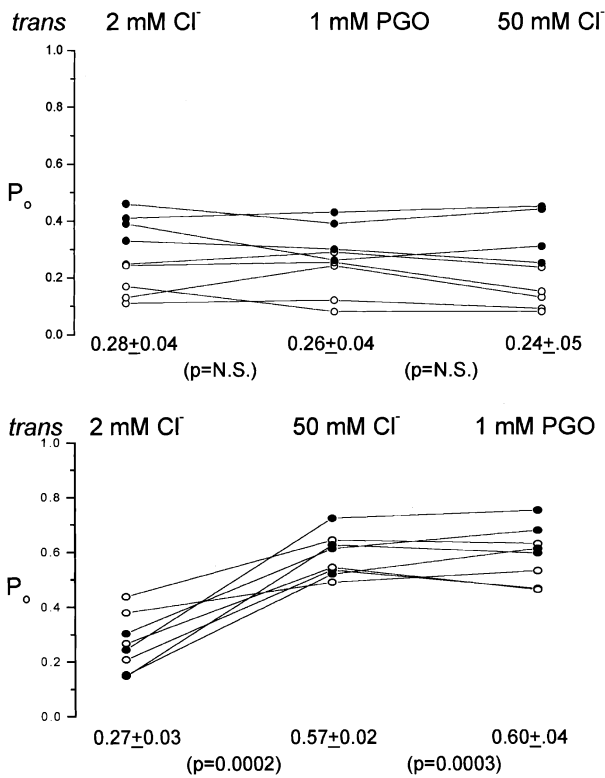 trans 2 mM Cl⁻ 1 mM PGO 50 mM Cl⁻
1.0
0.8
0.6
Pₒ
0.4
0.2
0.0
0.28±0.04 0.26±0.04 0.24±.05
(p=N.S.) (p=N.S.)
trans 2 mM Cl⁻ 50 mM Cl⁻ 1 mM PGO
1.0
0.8
0.6
Pₒ
0.4
0.2
0.0
0.27±0.03 0.57±0.02 0.60±.04
(p=0.0002) (p=0.0003)